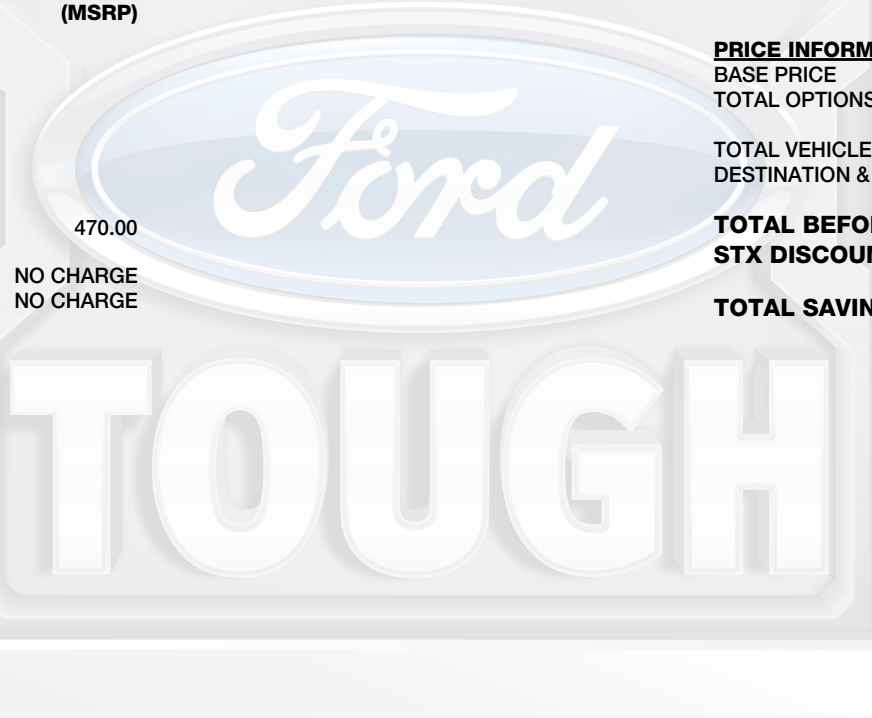 (MSRP)
PRICE INFORM
BASE PRICE
TOTAL OPTIONS
TOTAL VEHICLE
DESTINATION &
470.00
TOTAL BEFO
STX DISCOUN
NO CHARGE
NO CHARGE
TOTAL SAVIN
Ford
TOUGH